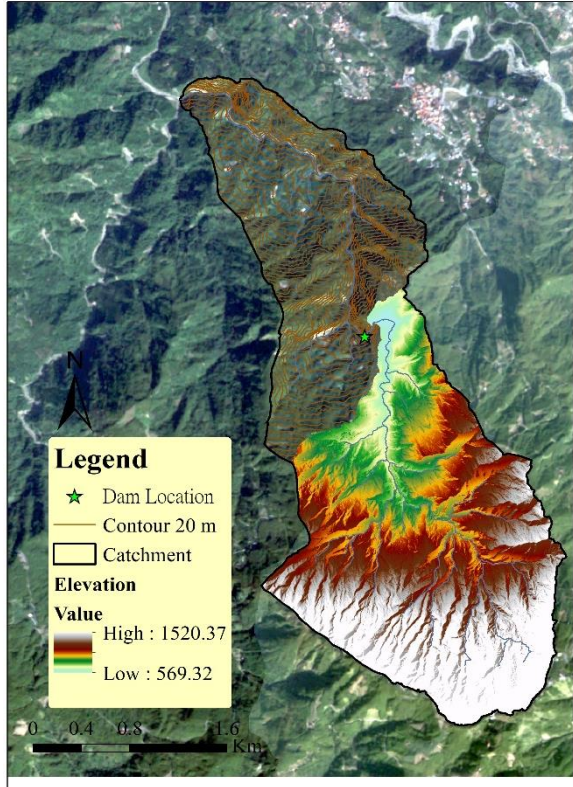 N
Legend
Dam Location
Contour 20 m
Catchment
Elevation
Value
High : 1520.37
Low : 569.32
0 0.4 0.8 1.6
Km